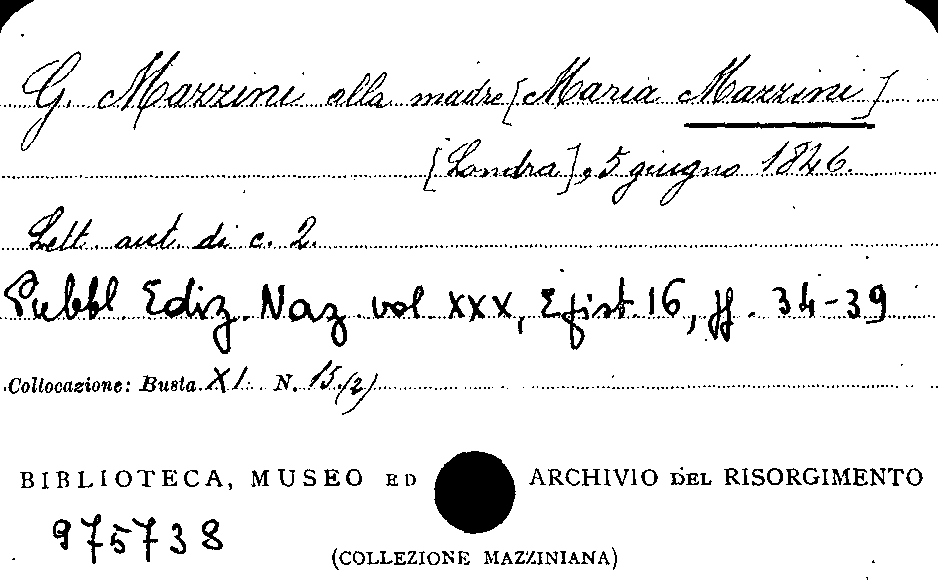 G. Mazzini alla madre [Maria Mazzini]
[Londra], 5 giugno 1846.
Lett. aut. di c. 2.
Pubbl. Ediz. Naz. vol. XXX, Epist. 16, pp. 34-39
Collocazione: Busta XI N. 15(2)
BIBLIOTECA, MUSEO ED ARCHIVIO DEL RISORGIMENTO
975738
(COLLEZIONE MAZZINIANA)